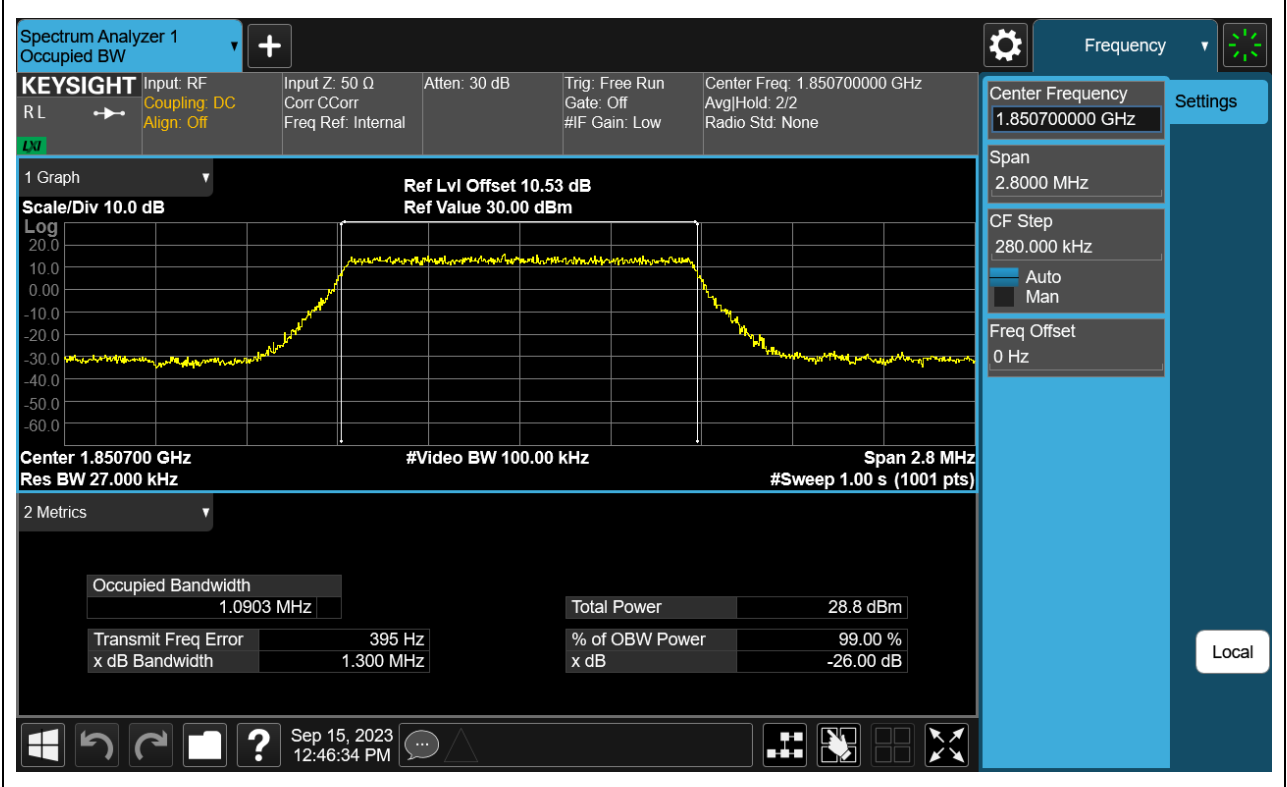 Spectrum Analyzer 1
Occupied BW
Frequency
KEYSIGHT
R L
LXI
Input: RF
Coupling: DC
Align: Off
Input Z: 50 Ω
Corr CCorr
Freq Ref: Internal
Atten: 30 dB
Trig: Free Run
Gate: Off
#IF Gain: Low
Center Freq: 1.850700000 GHz
Avg|Hold: 2/2
Radio Std: None
Center Frequency
1.850700000 GHz
Settings
Span
2.8000 MHz
CF Step
280.000 kHz
Auto
Man
Freq Offset
0 Hz
Local
1 Graph
Ref Lvl Offset 10.53 dB
Scale/Div 10.0 dB
Ref Value 30.00 dBm
Log
20.0
10.0
0.00
-10.0
-20.0
-30.0
-40.0
-50.0
-60.0
Center 1.850700 GHz
#Video BW 100.00 kHz
Span 2.8 MHz
Res BW 27.000 kHz
#Sweep 1.00 s (1001 pts)
2 Metrics
Occupied Bandwidth
1.0903 MHz
Total Power 28.8 dBm
Transmit Freq Error 395 Hz
% of OBW Power 99.00 %
x dB Bandwidth 1.300 MHz
x dB -26.00 dB
?
Sep 15, 2023
12:46:34 PM